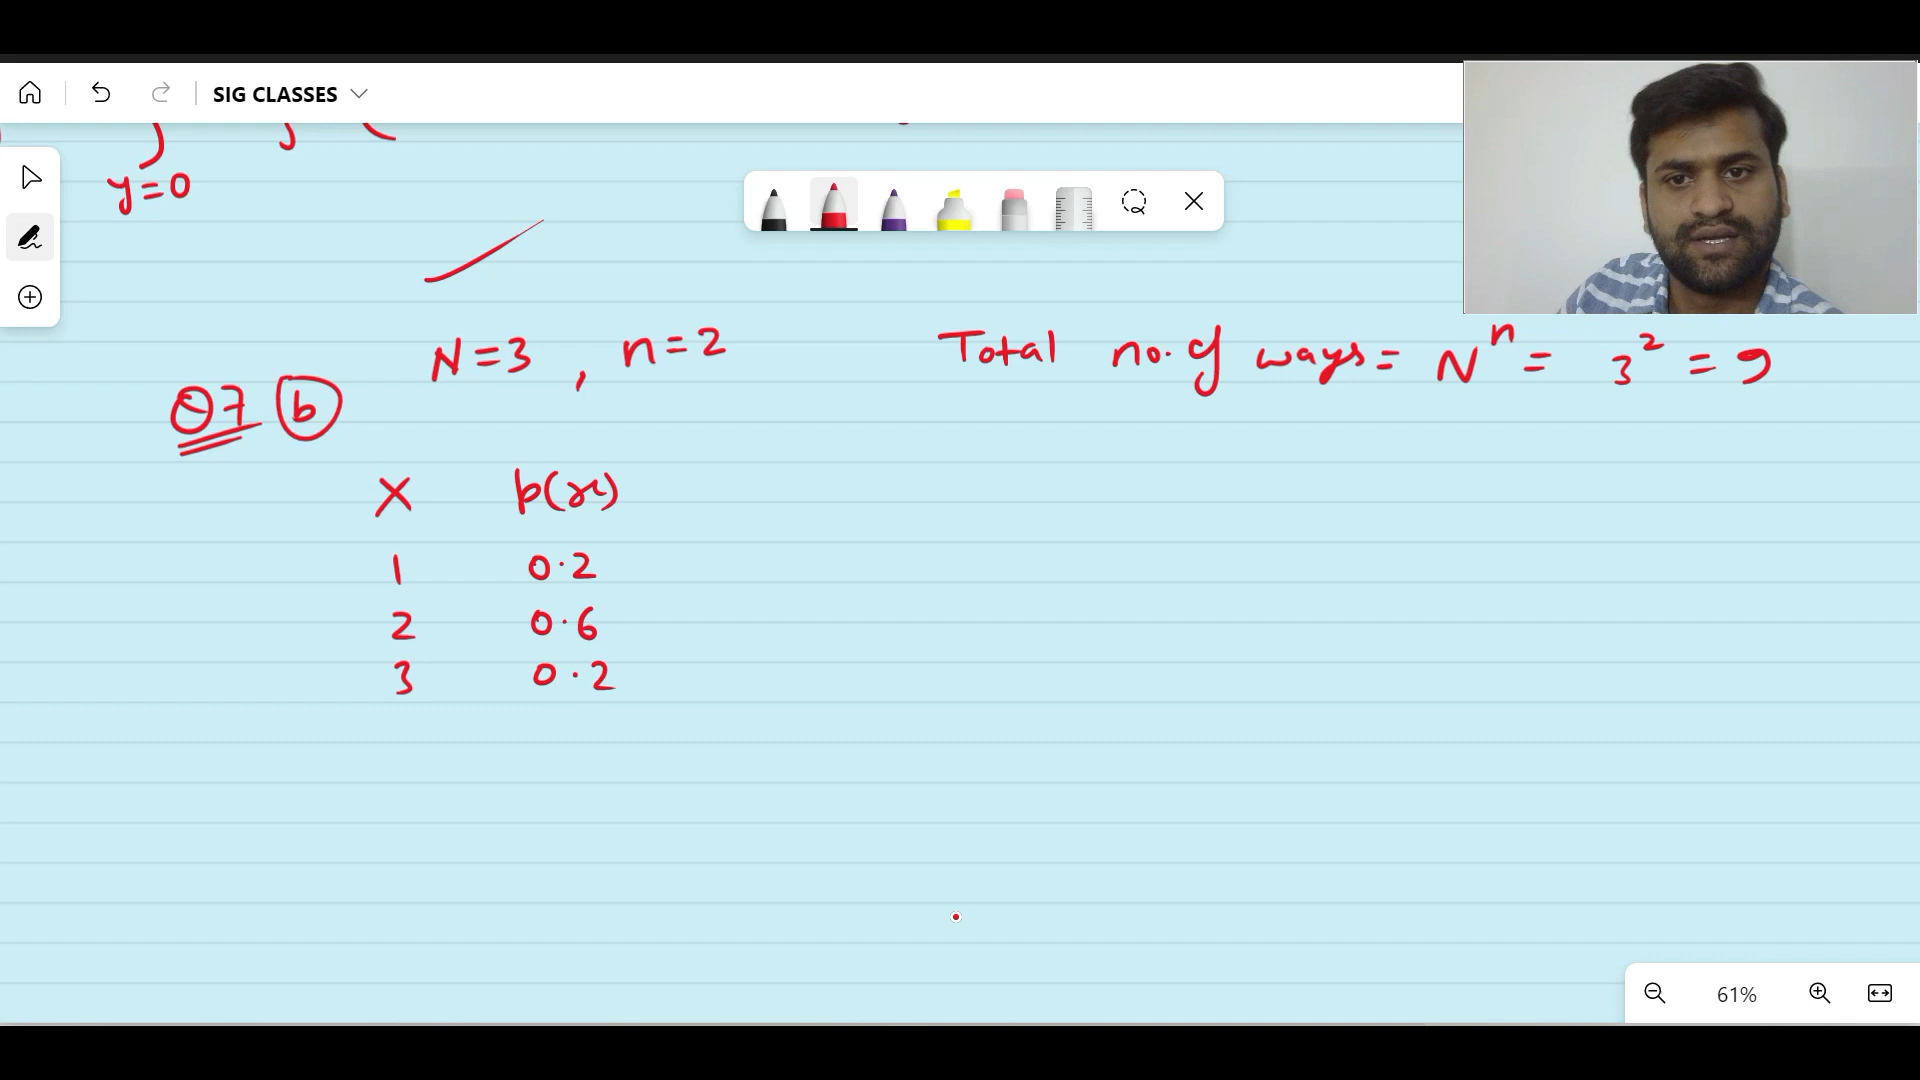 SIG CLASSES
y=0
N=3 , n=2
Total no. of ways = N^n = 3^2 = 9
Q7 (b)
X p(x)
1 0.2
2 0.6
3 0.2
61%